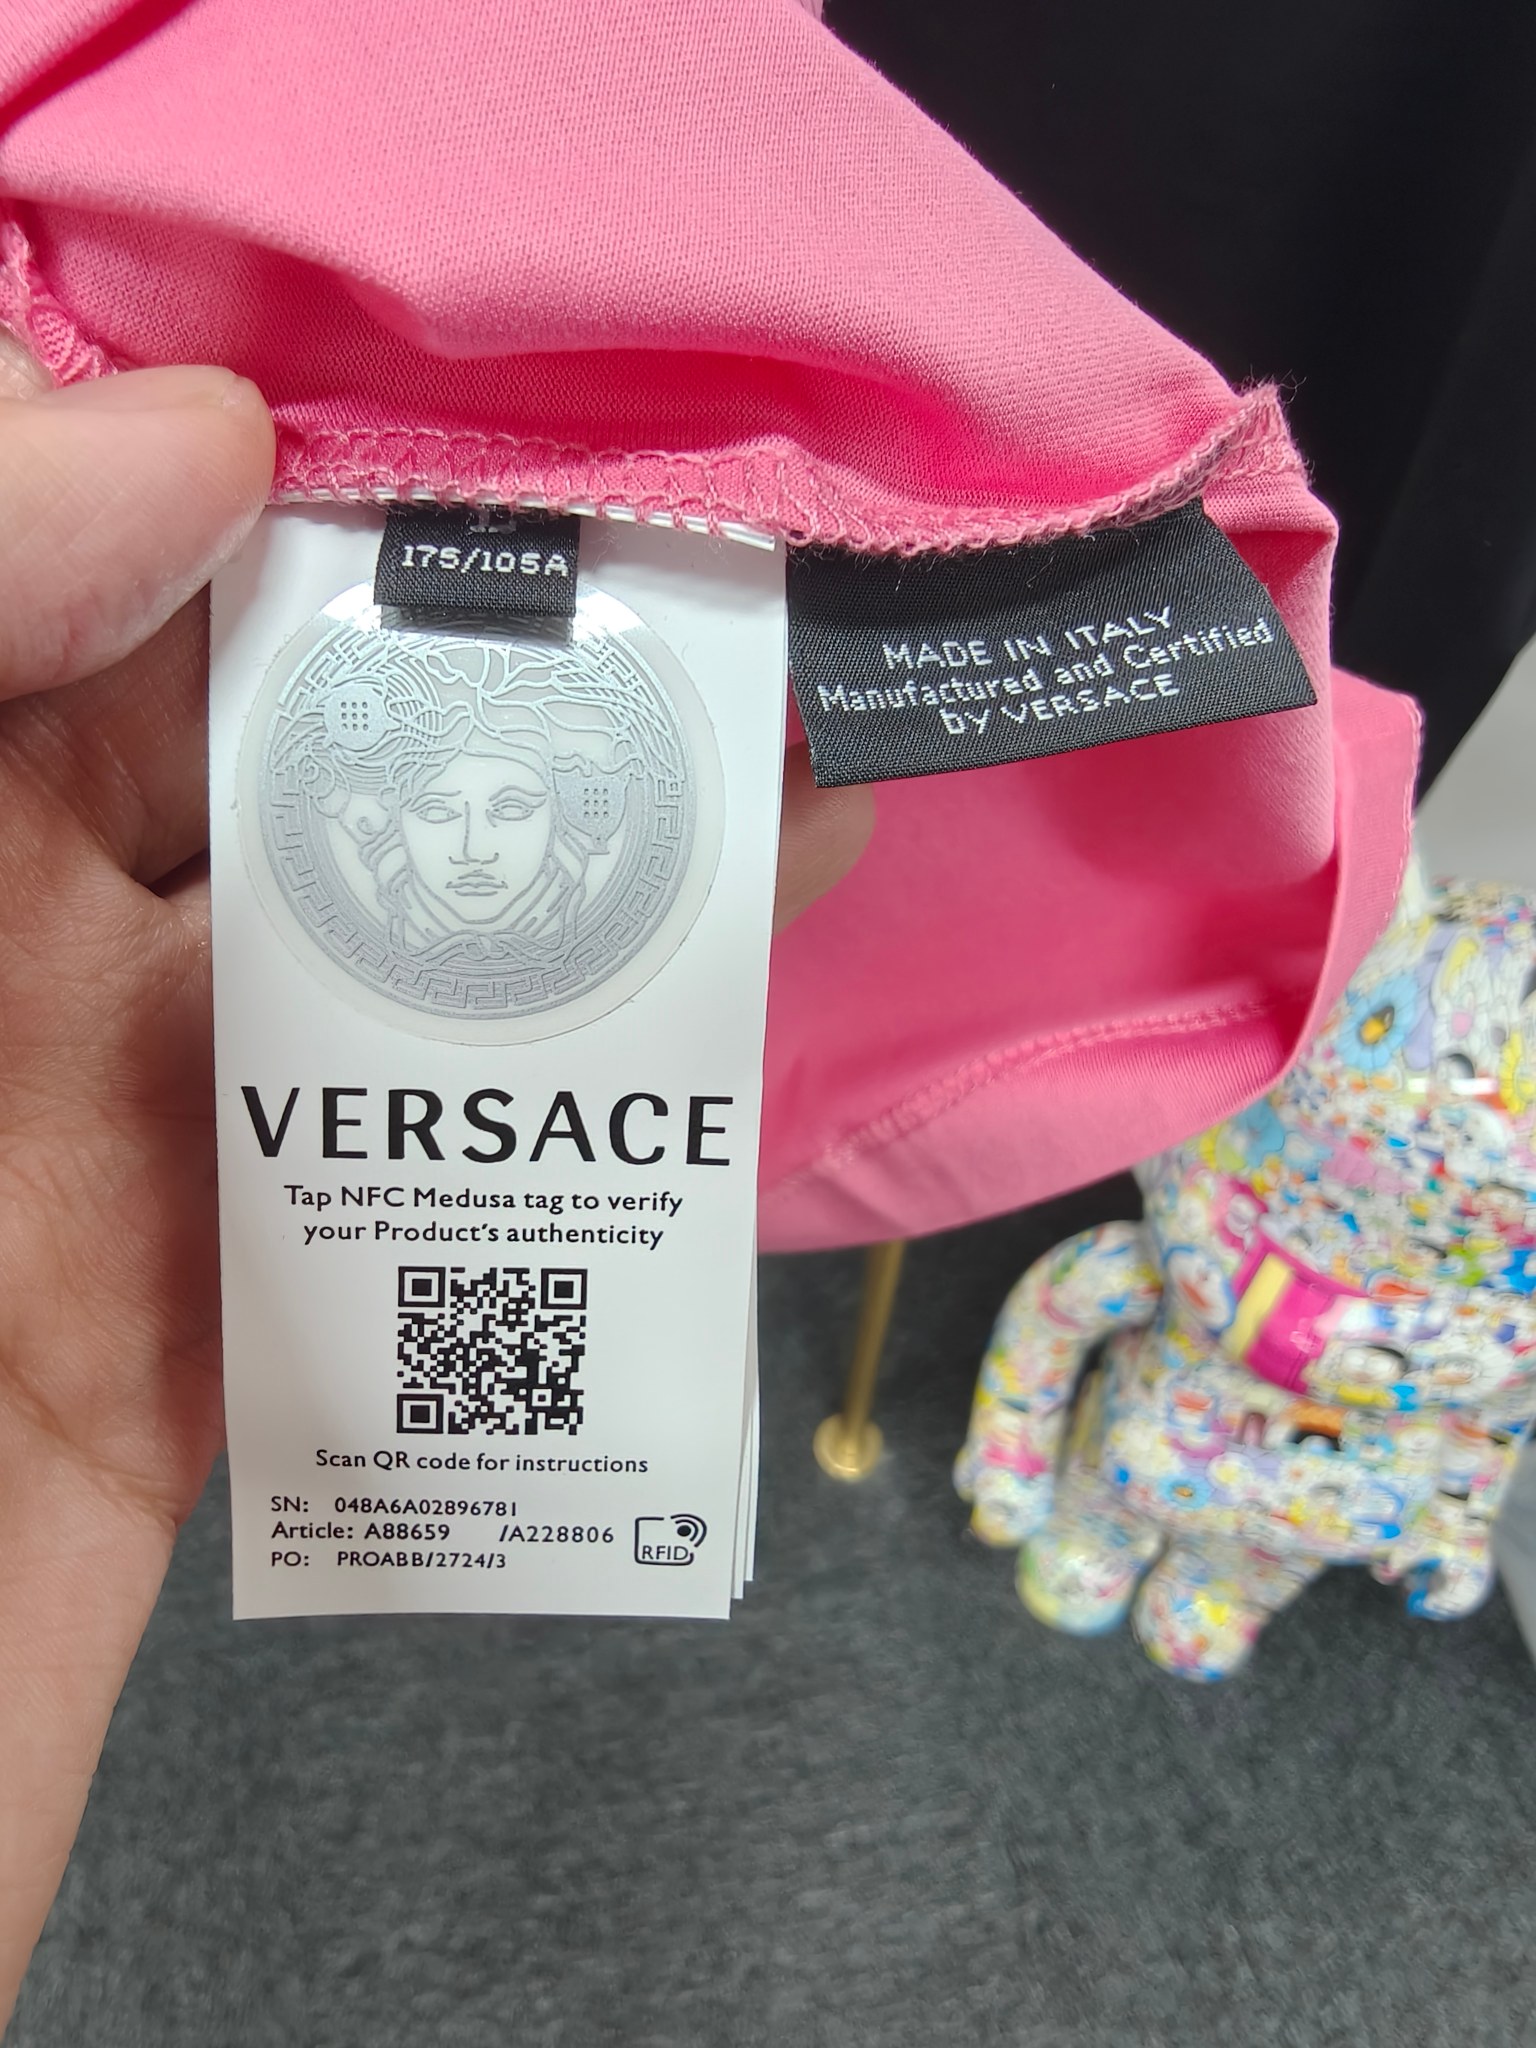 L
175/105A
MADE IN ITALY
Manufactured and Certified
by VERSACE
VERSACE
Tap NFC Medusa tag to verify
your Product's authenticity
Scan QR code for instructions
SN: 048A6A02896781
Article: A88659 /A228806
PO: PROABB/2724/3
RFID